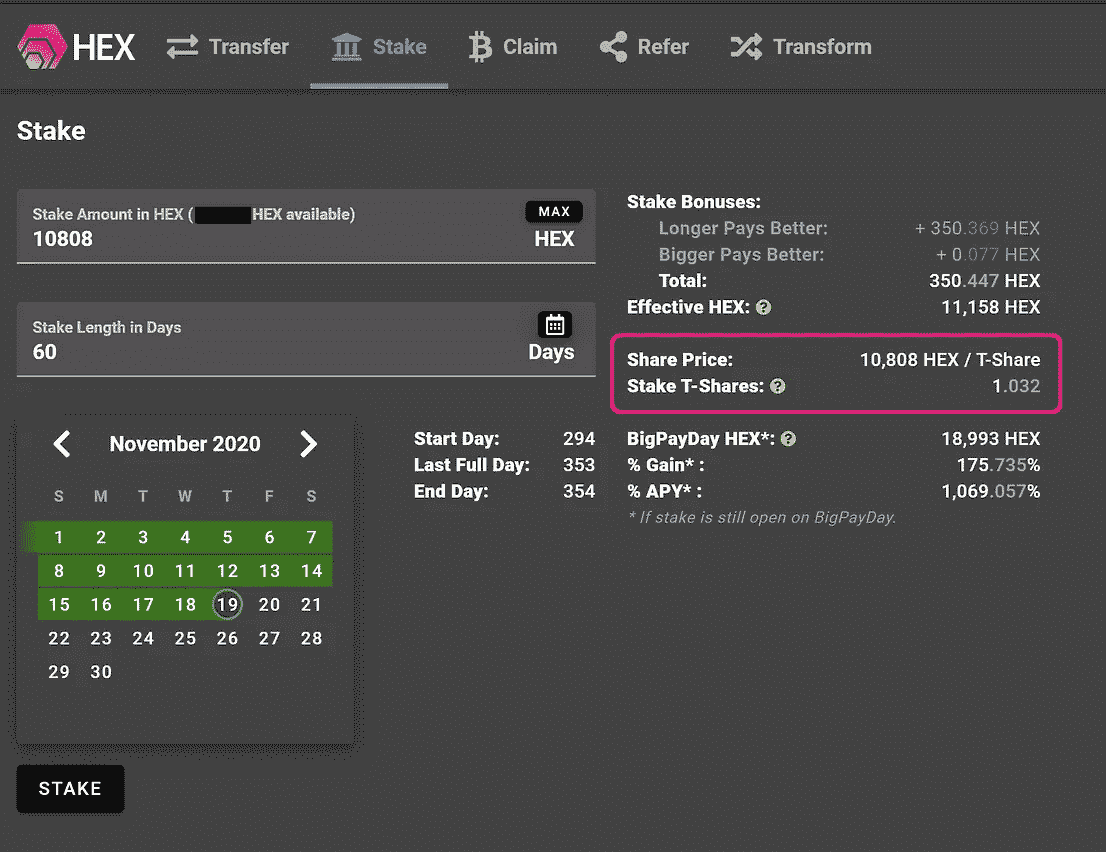 HEX Transfer Stake Claim Refer Transform
Stake
Stake Amount in HEX ( HEX available) MAX
10808 HEX
Stake Length in Days
60 Days
Stake Bonuses:
Longer Pays Better: + 350.369 HEX
Bigger Pays Better: + 0.077 HEX
Total: 350.447 HEX
Effective HEX: ? 11,158 HEX
Share Price: 10,808 HEX / T-Share
Stake T-Shares: ? 1.032
November 2020
S M T W T F S
1 2 3 4 5 6 7
8 9 10 11 12 13 14
15 16 17 18 19 20 21
22 23 24 25 26 27 28
29 30
Start Day: 294
Last Full Day: 353
End Day: 354
BigPayDay HEX*: ? 18,993 HEX
% Gain* : 175.735%
% APY* : 1,069.057%
* If stake is still open on BigPayDay.
STAKE